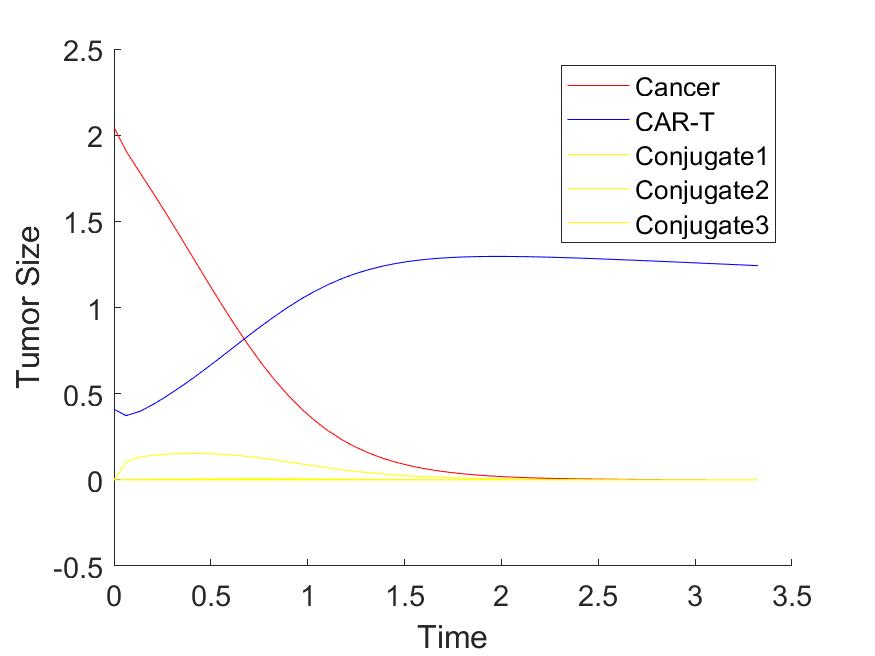 2.5
2
1.5
1
0.5
0
-0.5
Tumor Size
Cancer
CAR-T
Conjugate1
Conjugate2
Conjugate3
0 0.5 1 1.5 2 2.5 3 3.5
Time